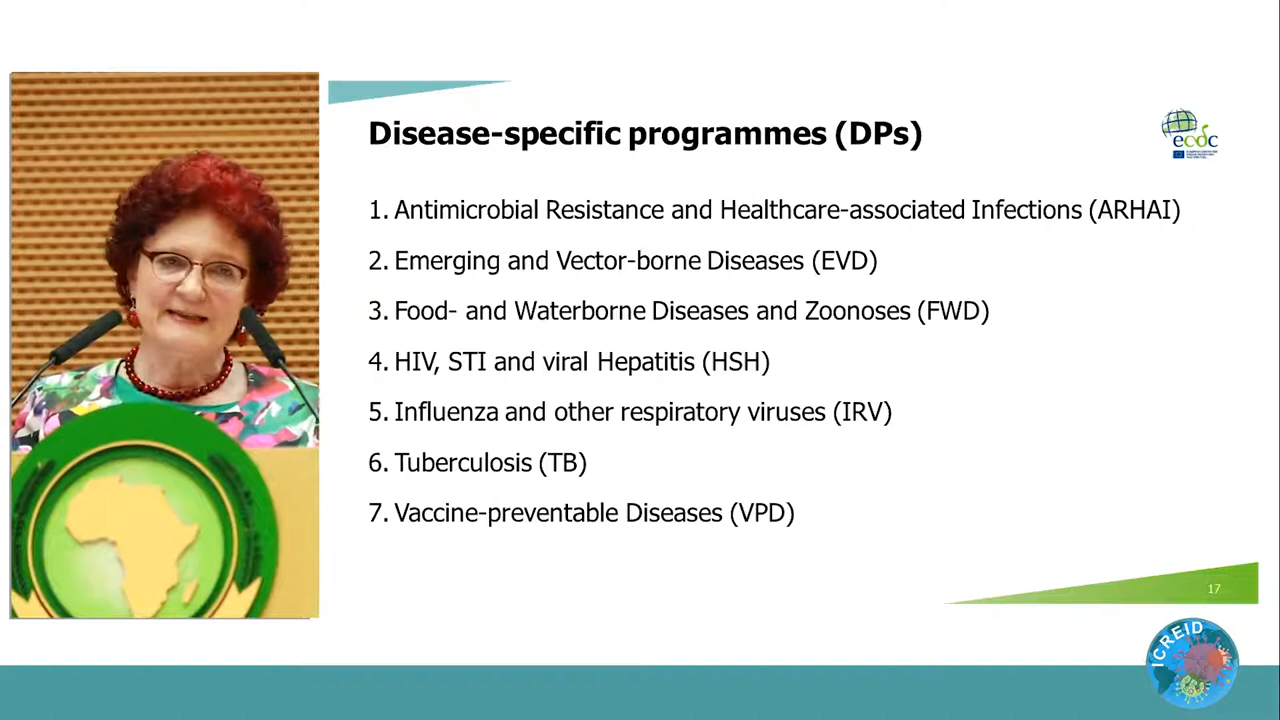 Disease-specific programmes (DPs)
ecdc
1. Antimicrobial Resistance and Healthcare-associated Infections (ARHAI)
2. Emerging and Vector-borne Diseases (EVD)
3. Food- and Waterborne Diseases and Zoonoses (FWD)
4. HIV, STI and viral Hepatitis (HSH)
5. Influenza and other respiratory viruses (IRV)
6. Tuberculosis (TB)
7. Vaccine-preventable Diseases (VPD)
17
ICREID